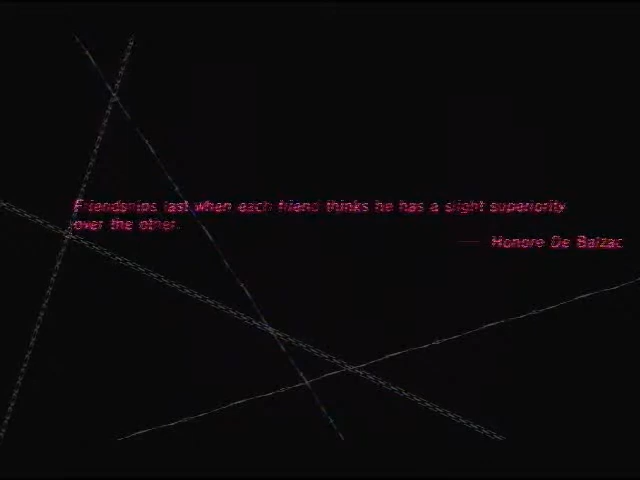 Friendships last when each friend thinks he has a slight superiority
over the other.
— Honore De Balzac